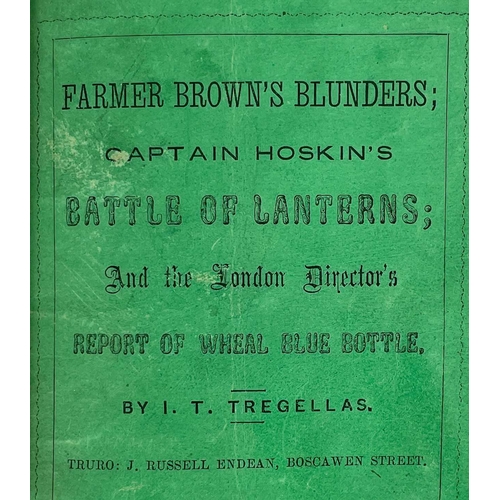 FARMER BROWN'S BLUNDERS;
CAPTAIN HOSKIN'S
BATTLE OF LANTERNS;
And the London Director's
REPORT OF WHEAL BLUE BOTTLE.
BY I. T. TREGELLAS.
TRURO: J. RUSSELL ENDEAN, BOSCAWEN STREET.